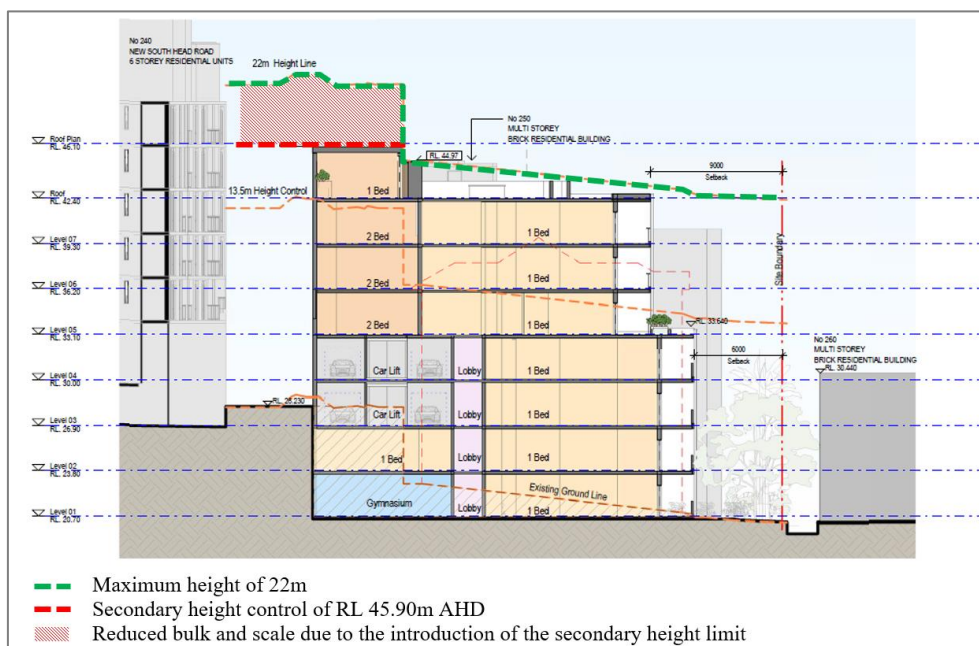 No 240
NEW SOUTH HEAD ROAD
6 STOREY RESIDENTIAL UNITS
22m Height Line
No 250
MULTI STOREY
BRICK RESIDENTIAL BUILDING
Roof Plan
RL. 46.10
RL. 44.97
9000
Setback
13.5m Height Control
1 Bed
Roof
RL. 42.40
2 Bed
1 Bed
Level 07
RL. 39.30
2 Bed
1 Bed
Site Boundary
Level 06
RL. 36.20
2 Bed
1 Bed
RL. 33.640
Level 05
RL. 33.10
No 260
MULTI STOREY
BRICK RESIDENTIAL BUILDING
RL. 30.440
6000
Setback
Car Lift
Lobby
1 Bed
Level 04
RL. 30.00
RL. 28.230
Car Lift
Lobby
1 Bed
Level 03
RL. 26.90
1 Bed
Lobby
1 Bed
Level 02
RL. 23.80
Existing Ground Line
Gymnasium
Lobby
1 Bed
Level 01
RL. 20.70
Maximum height of 22m
Secondary height control of RL 45.90m AHD
Reduced bulk and scale due to the introduction of the secondary height limit